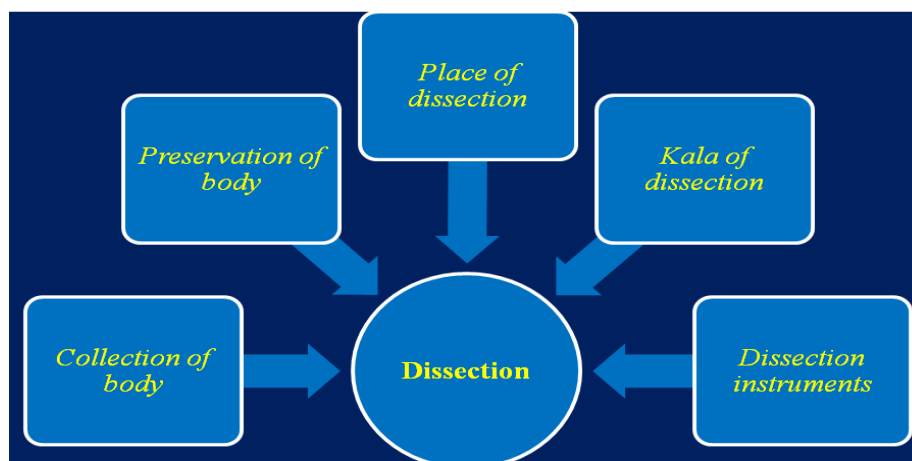 Place of
dissection
Preservation of
body
Kala of
dissection
Collection of
body
Dissection
Dissection
instruments